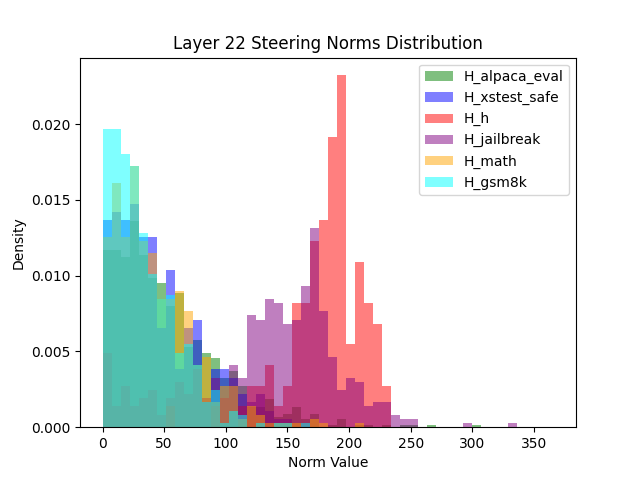 Layer 22 Steering Norms Distribution
H_alpaca_eval
H_xstest_safe
H_h
H_jailbreak
H_math
H_gsm8k
0.020
0.015
0.010
0.005
0.000
Density
0 50 100 150 200 250 300 350
Norm Value